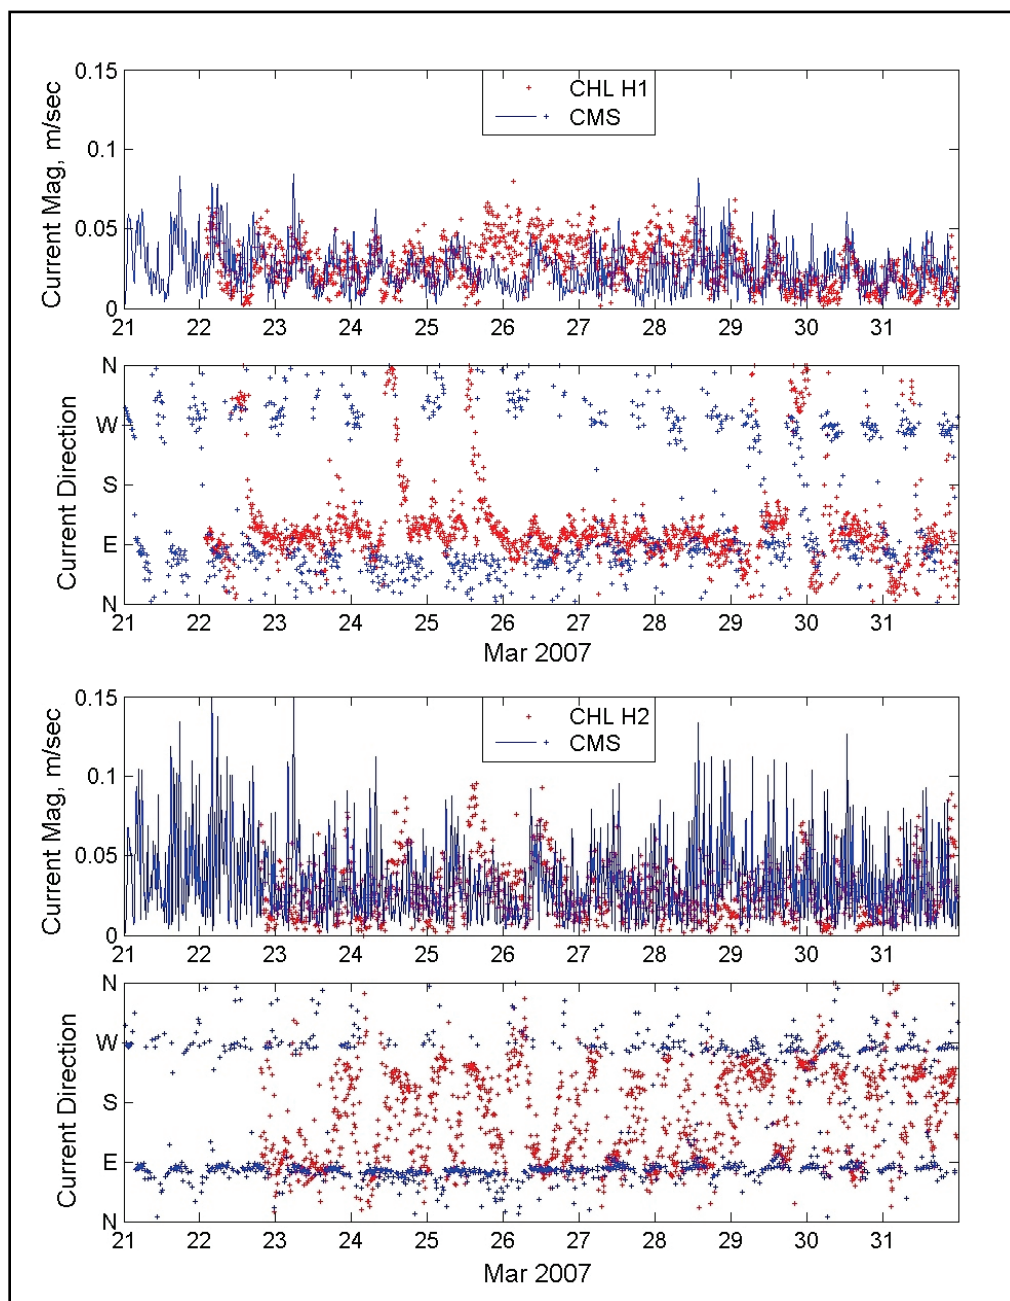 0.15
CHL H1
CMS
0.1
0.05
0
Current Mag, m/sec
21 22 23 24 25 26 27 28 29 30 31
N
W
S
E
N
Current Direction
21 22 23 24 25 26 27 28 29 30 31
Mar 2007
0.15
CHL H2
CMS
0.1
0.05
0
Current Mag, m/sec
21 22 23 24 25 26 27 28 29 30 31
N
W
S
E
N
Current Direction
21 22 23 24 25 26 27 28 29 30 31
Mar 2007